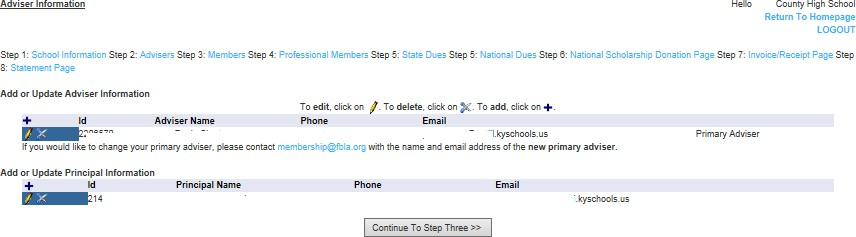 Adviser Information
Hello County High School
Return To Homepage
LOGOUT
Step 1: School Information Step 2: Advisers Step 3: Members Step 4: Professional Members Step 5: State Dues Step 5: National Dues Step 6: National Scholarship Donation Page Step 7: Invoice/Receipt Page Step
8: Statement Page
Add or Update Adviser Information
To edit, click on . To delete, click on . To add, click on .
Id Adviser Name Phone Email
.kyschools.us Primary Adviser
If you would like to change your primary adviser, please contact membership@fbla.org with the name and email address of the new primary adviser.
Add or Update Principal Information
Id Principal Name Phone Email
214 .kyschools.us
Continue To Step Three >>